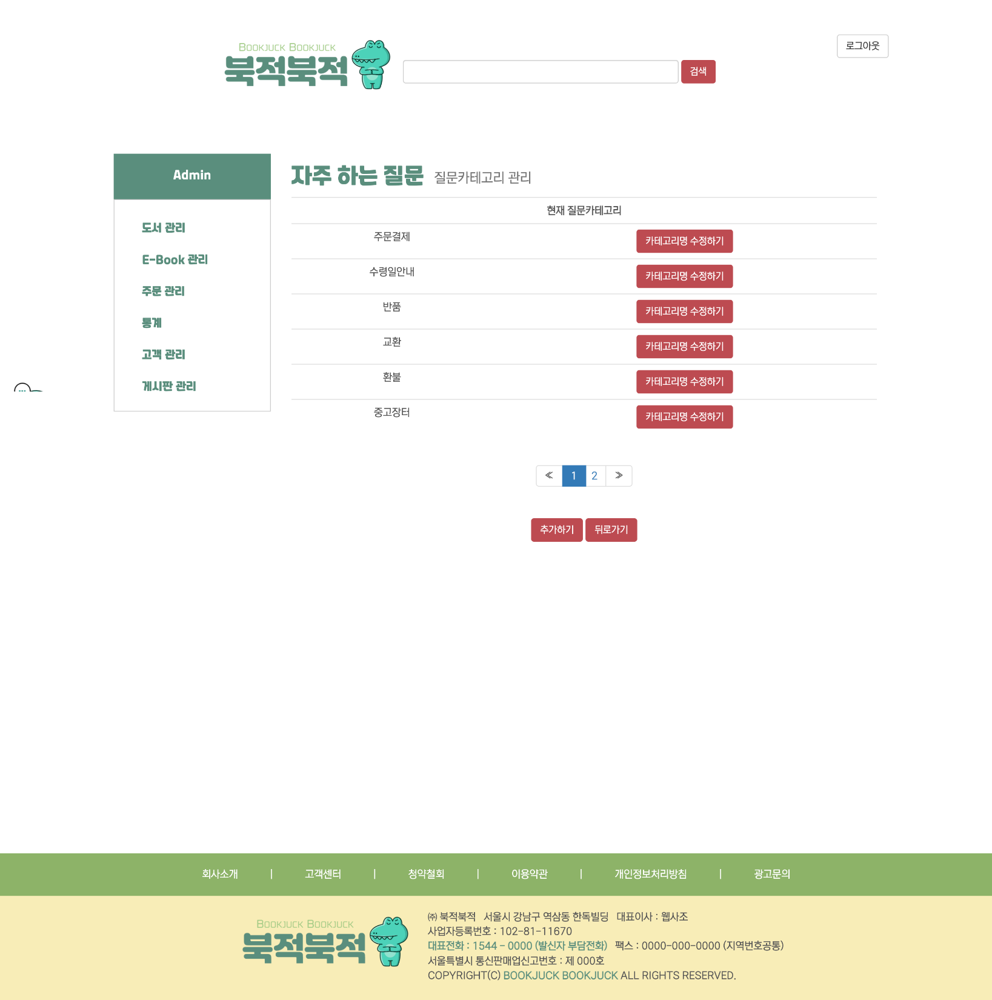 로그아웃
BOOKJUCK BOOKJUCK
북적북적
검색
Admin
도서 관리
E-Book 관리
주문 관리
통계
고객 관리
게시판 관리
자주 하는 질문 질문카테고리 관리
현재 질문카테고리
주문결제 카테고리명 수정하기
수령일안내 카테고리명 수정하기
반품 카테고리명 수정하기
교환 카테고리명 수정하기
환불 카테고리명 수정하기
중고장터 카테고리명 수정하기
≪ 1 2 ≫
추가하기 뒤로가기
회사소개 | 고객센터 | 청약철회 | 이용약관 | 개인정보처리방침 | 광고문의
BOOKJUCK BOOKJUCK
북적북적
㈜ 북적북적 서울시 강남구 역삼동 한독빌딩 대표이사 : 웹사조
사업자등록번호 : 102-81-11670
대표전화 : 1544 - 0000 (발신자 부담전화) 팩스 : 0000-000-0000 (지역번호공통)
서울특별시 통신판매업신고번호 : 제 000호
COPYRIGHT(C) BOOKJUCK BOOKJUCK ALL RIGHTS RESERVED.